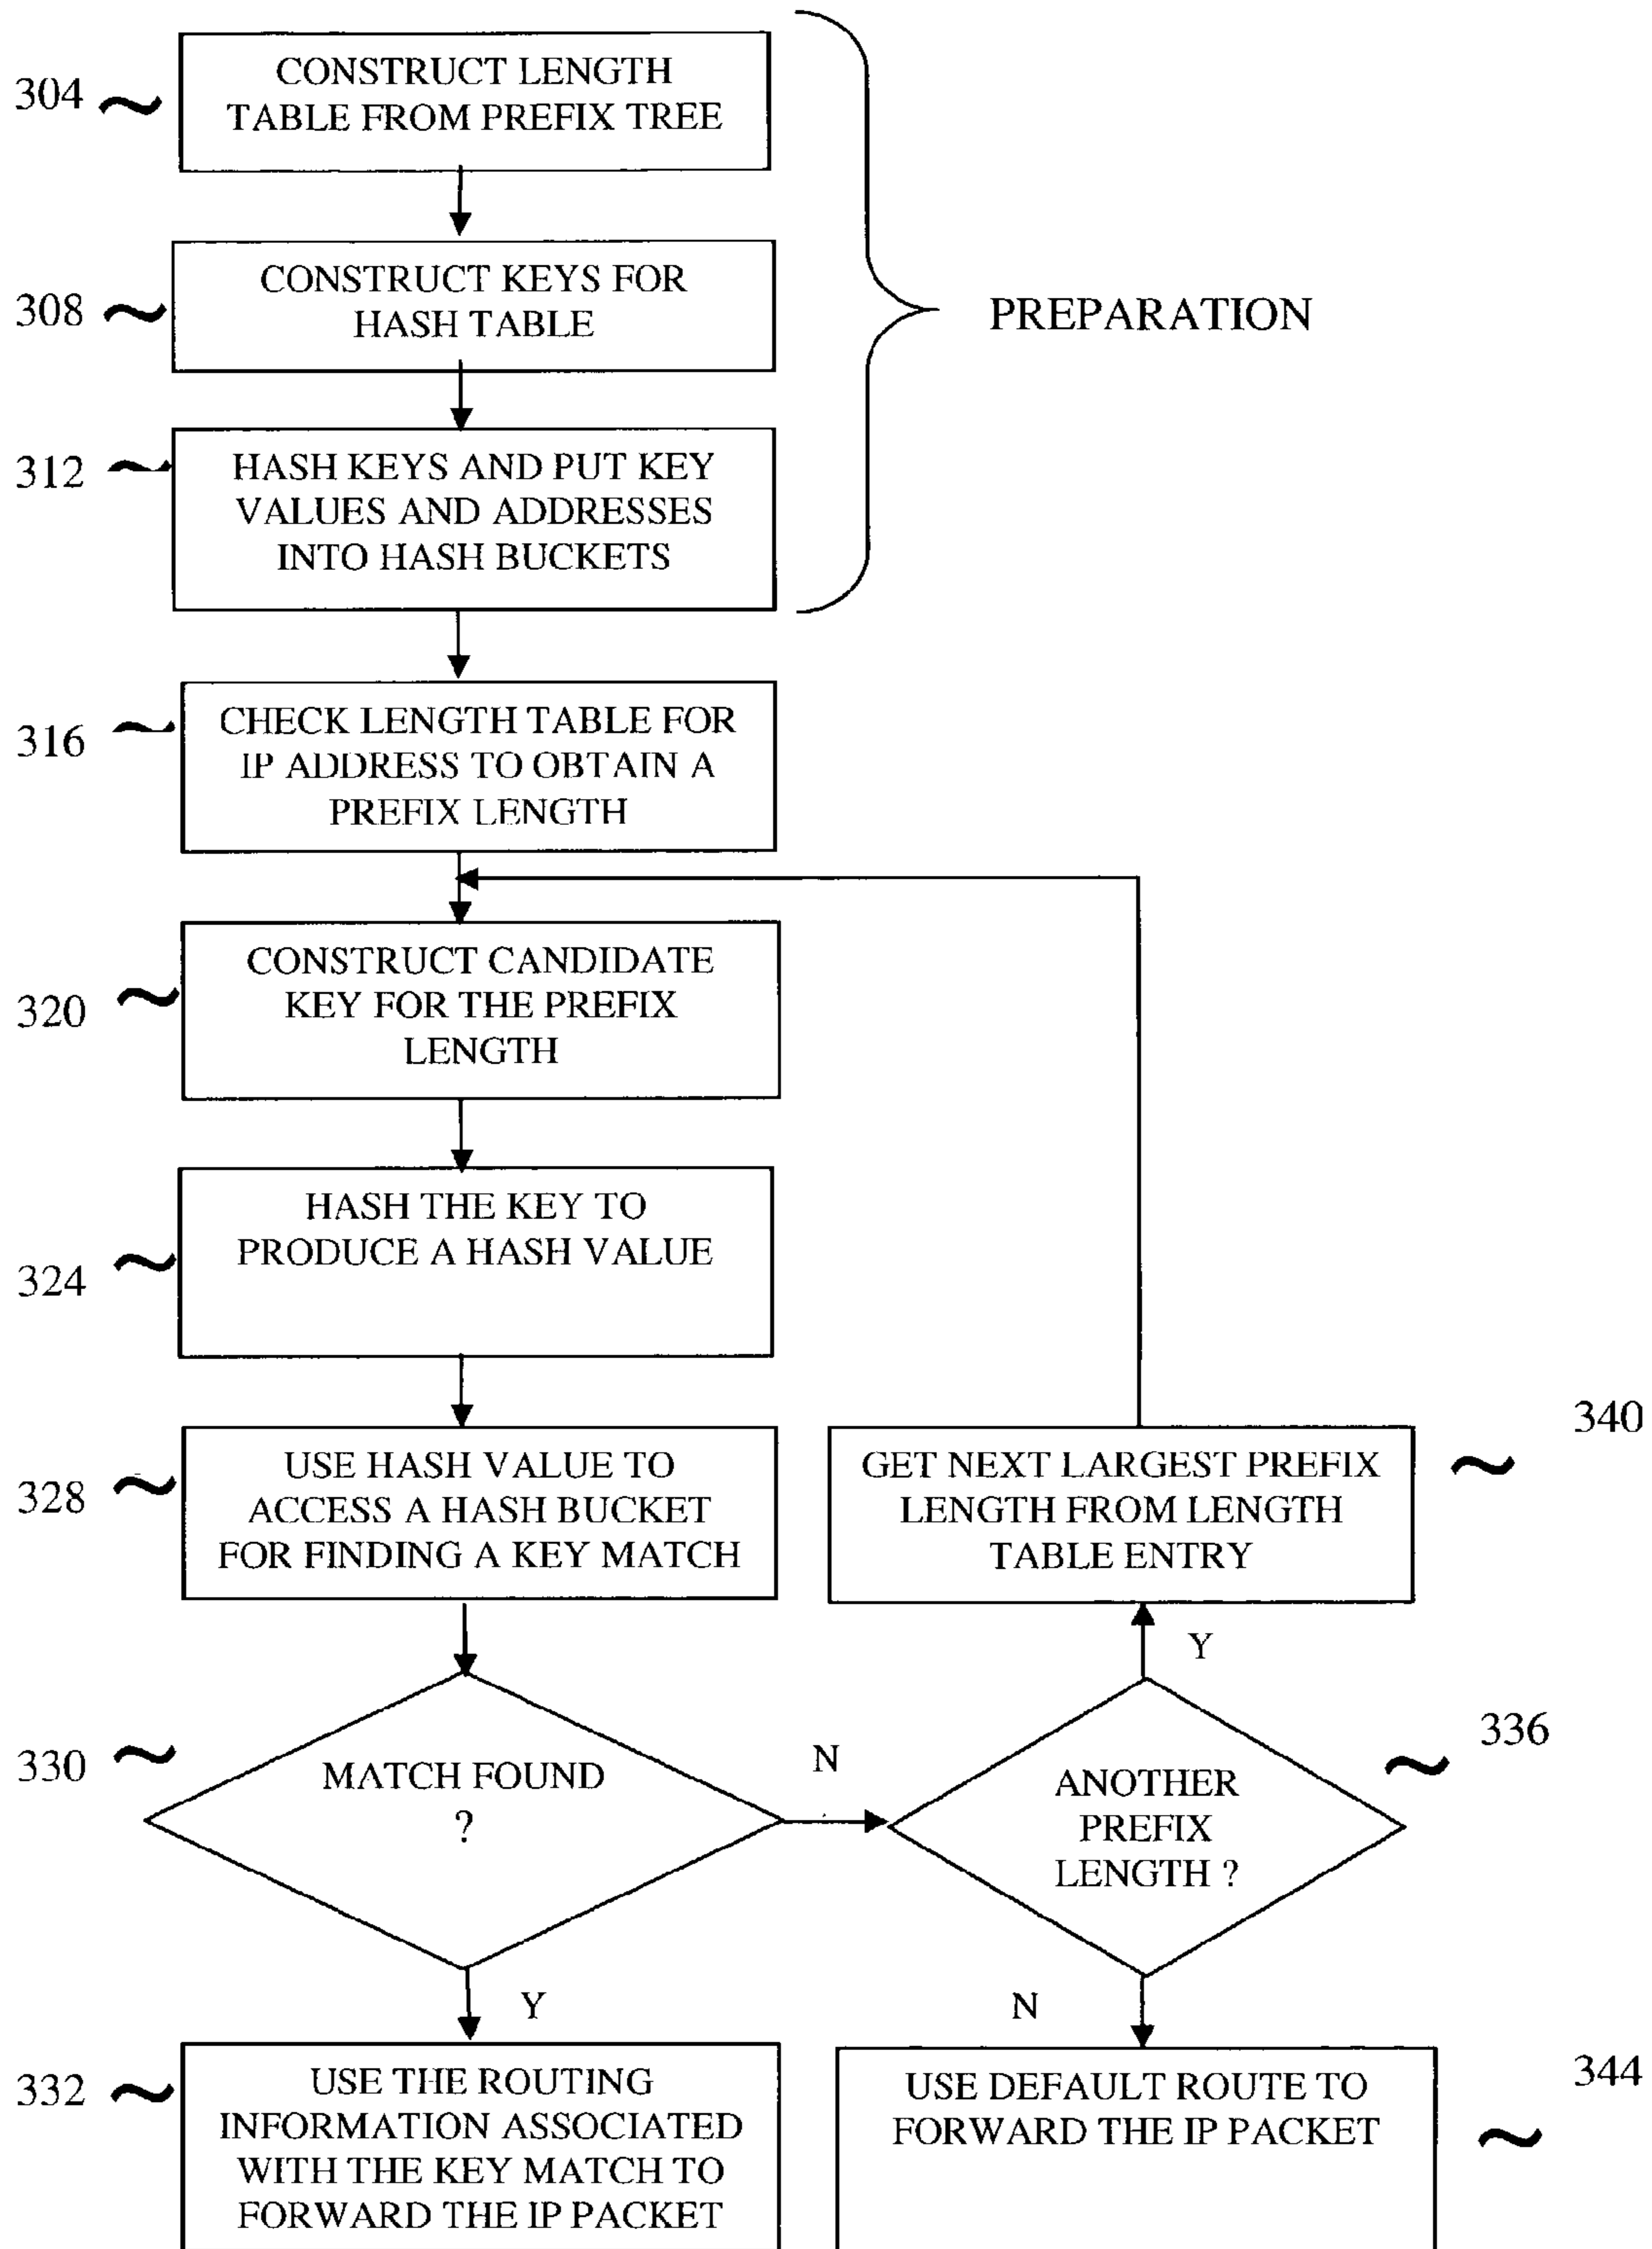 304
CONSTRUCT LENGTH
TABLE FROM PREFIX TREE
308
CONSTRUCT KEYS FOR
HASH TABLE
PREPARATION
312
HASH KEYS AND PUT KEY
VALUES AND ADDRESSES
INTO HASH BUCKETS
316
CHECK LENGTH TABLE FOR
IP ADDRESS TO OBTAIN A
PREFIX LENGTH
320
CONSTRUCT CANDIDATE
KEY FOR THE PREFIX
LENGTH
324
HASH THE KEY TO
PRODUCE A HASH VALUE
328
USE HASH VALUE TO
ACCESS A HASH BUCKET
FOR FINDING A KEY MATCH
340
GET NEXT LARGEST PREFIX
LENGTH FROM LENGTH
TABLE ENTRY
Y
330
MATCH FOUND
?
N
336
ANOTHER
PREFIX
LENGTH ?
Y
N
332
USE THE ROUTING
INFORMATION ASSOCIATED
WITH THE KEY MATCH TO
FORWARD THE IP PACKET
344
USE DEFAULT ROUTE TO
FORWARD THE IP PACKET